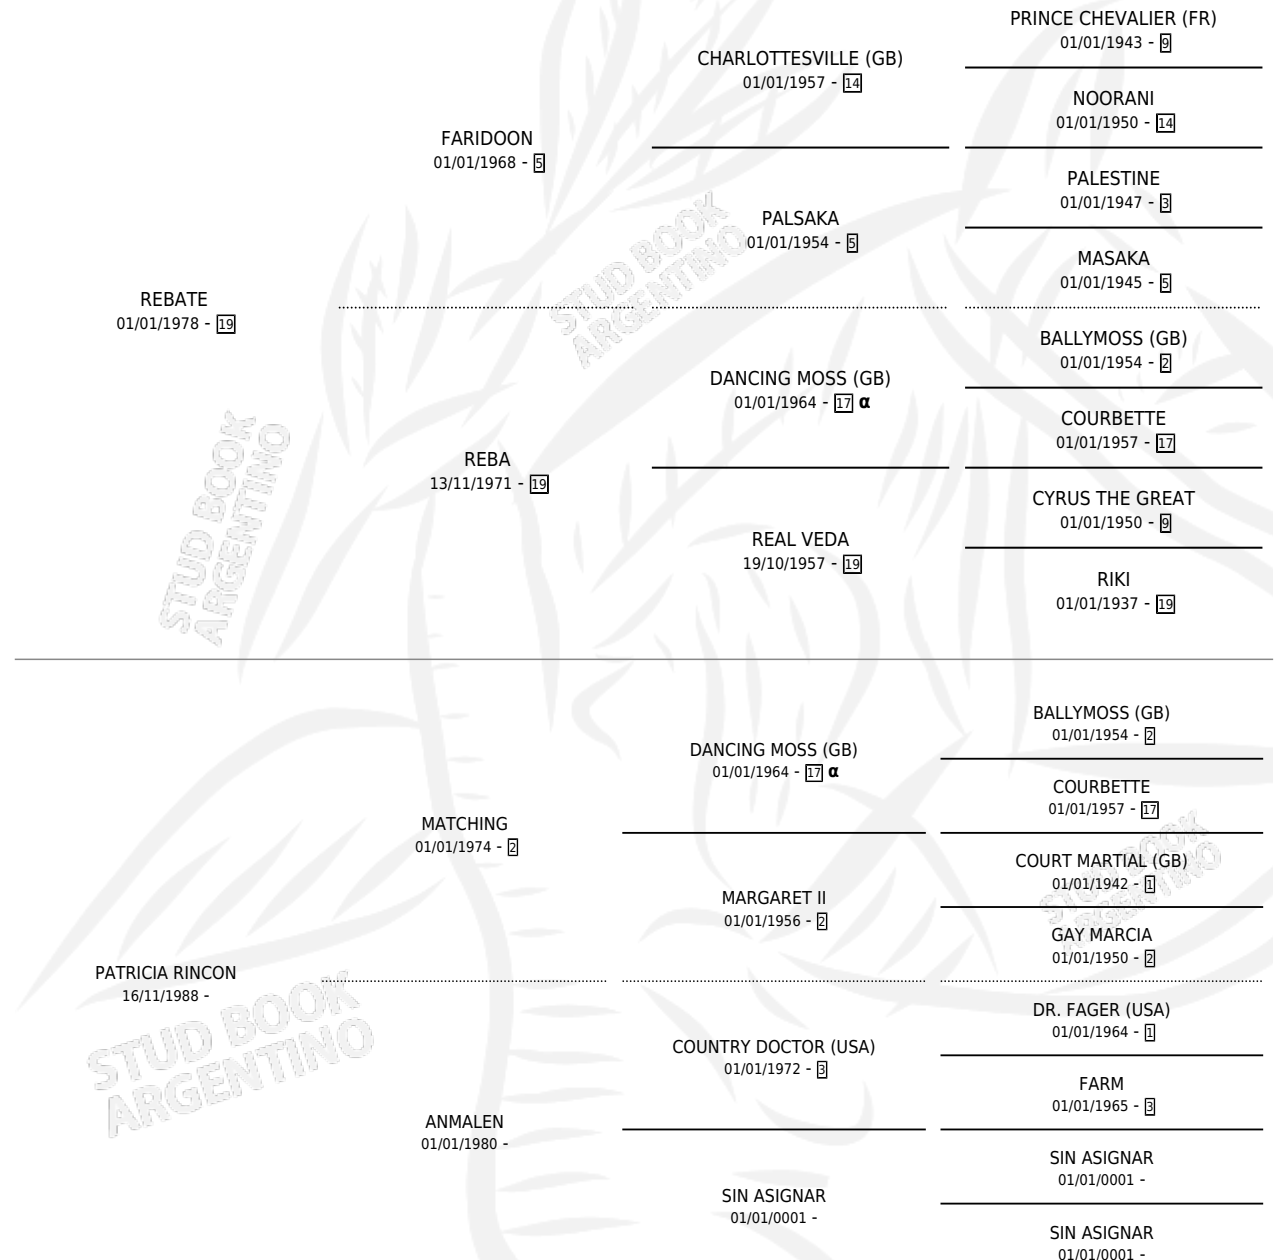 PRINCE CHEVALIER (FR)
01/01/1943 - 9
CHARLOTTESVILLE (GB)
01/01/1957 - 14
NOORANI
01/01/1950 - 14
FARIDOON
01/01/1968 - 5
PALESTINE
01/01/1947 - 3
PALSAKA
01/01/1954 - 5
MASAKA
01/01/1945 - 5
REBATE
01/01/1978 - 19
BALLYMOSS (GB)
01/01/1954 - 2
DANCING MOSS (GB)
01/01/1964 - 17 α
COURBETTE
01/01/1957 - 17
REBA
13/11/1971 - 19
CYRUS THE GREAT
01/01/1950 - 9
REAL VEDA
19/10/1957 - 19
RIKI
01/01/1937 - 19
BALLYMOSS (GB)
01/01/1954 - 2
DANCING MOSS (GB)
01/01/1964 - 17 α
COURBETTE
01/01/1957 - 17
MATCHING
01/01/1974 - 2
COURT MARTIAL (GB)
01/01/1942 - 1
MARGARET II
01/01/1956 - 2
GAY MARCIA
01/01/1950 - 2
PATRICIA RINCON
16/11/1988 -
DR. FAGER (USA)
01/01/1964 - 1
COUNTRY DOCTOR (USA)
01/01/1972 - 3
FARM
01/01/1965 - 3
ANMALEN
01/01/1980 -
SIN ASIGNAR
01/01/0001 -
SIN ASIGNAR
01/01/0001 -
SIN ASIGNAR
01/01/0001 -
STUD BOOK
ARGENTINO
STUD BOOK
ARGENTINO
STUD BOOK
ARGENTINO
STUD BOOK
ARGENTINO